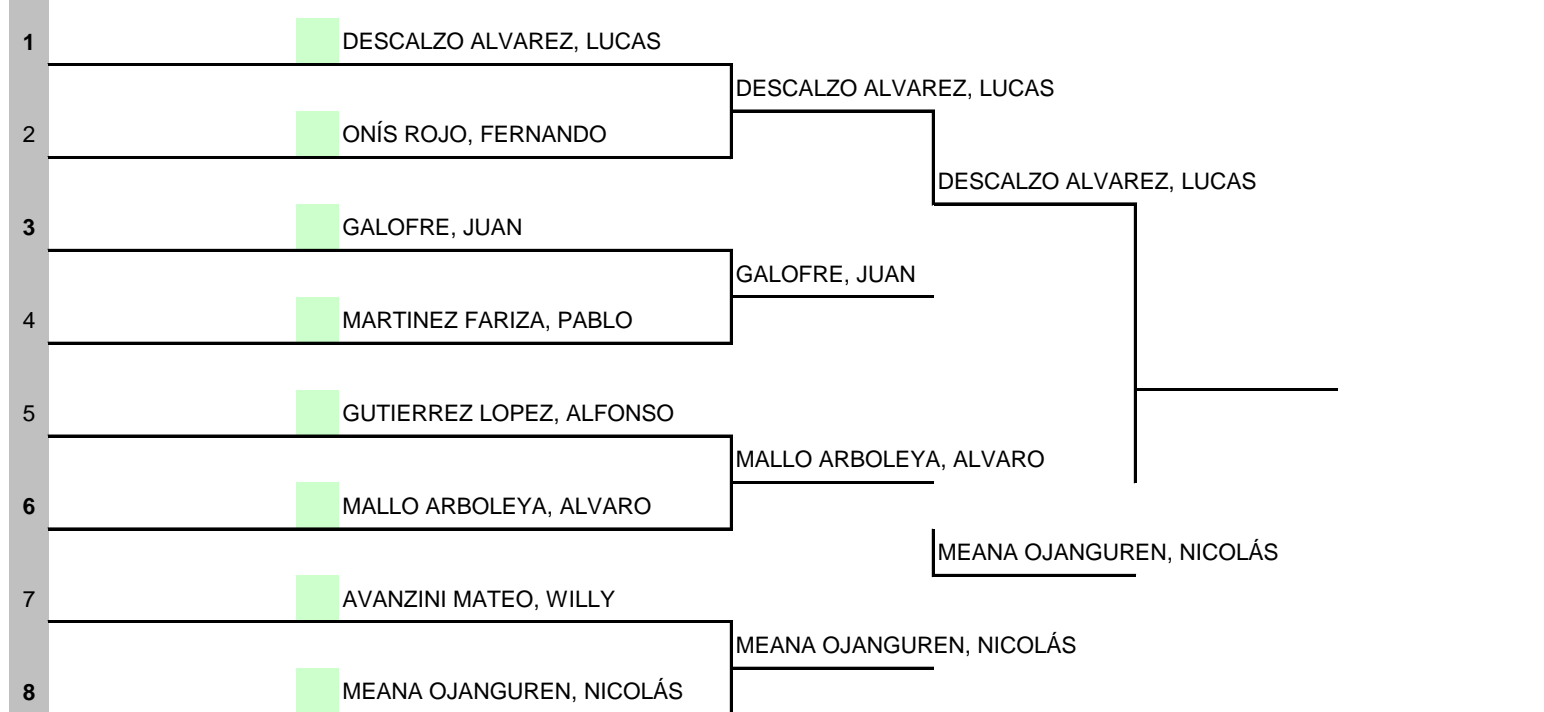 1 DESCALZO ALVAREZ, LUCAS
DESCALZO ALVAREZ, LUCAS
2 ONÍS ROJO, FERNANDO
DESCALZO ALVAREZ, LUCAS
3 GALOFRE, JUAN
GALOFRE, JUAN
4 MARTINEZ FARIZA, PABLO
5 GUTIERREZ LOPEZ, ALFONSO
MALLO ARBOLEYA, ALVARO
6 MALLO ARBOLEYA, ALVARO
MEANA OJANGUREN, NICOLÁS
7 AVANZINI MATEO, WILLY
MEANA OJANGUREN, NICOLÁS
8 MEANA OJANGUREN, NICOLÁS